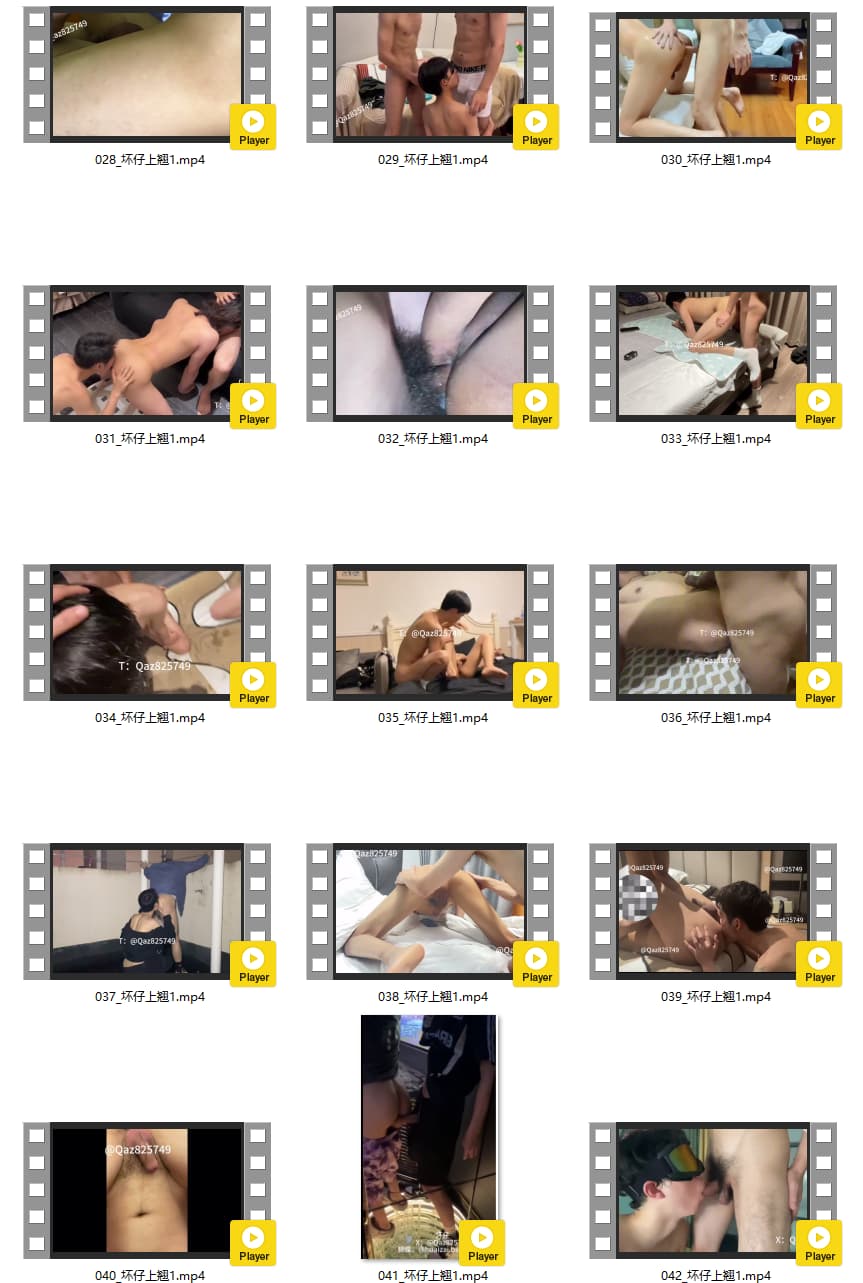 az825749
Player
028_坏仔上翘1.mp4
Qaz825749
Player
029_坏仔上翘1.mp4
T: @Qaz8
Player
030_坏仔上翘1.mp4
T:
Player
031_坏仔上翘1.mp4
825749
Player
032_坏仔上翘1.mp4
T: @Qaz825749
Player
033_坏仔上翘1.mp4
T: Qaz825749
Player
034_坏仔上翘1.mp4
T: @Qaz825749
Player
035_坏仔上翘1.mp4
T: @Qaz825749
Player
036_坏仔上翘1.mp4
T: @Qaz825749
Player
037_坏仔上翘1.mp4
az825749
@Qa
Player
038_坏仔上翘1.mp4
@Qaz825749
@Qaz825749
@Qaz825749
@Qaz825749
Player
039_坏仔上翘1.mp4
@Qaz825749
Player
040_坏仔上翘1.mp4
X: @Qaz825
Player
041_坏仔上翘1.mp4
X: Q
Player
042_坏仔上翘1.mp4